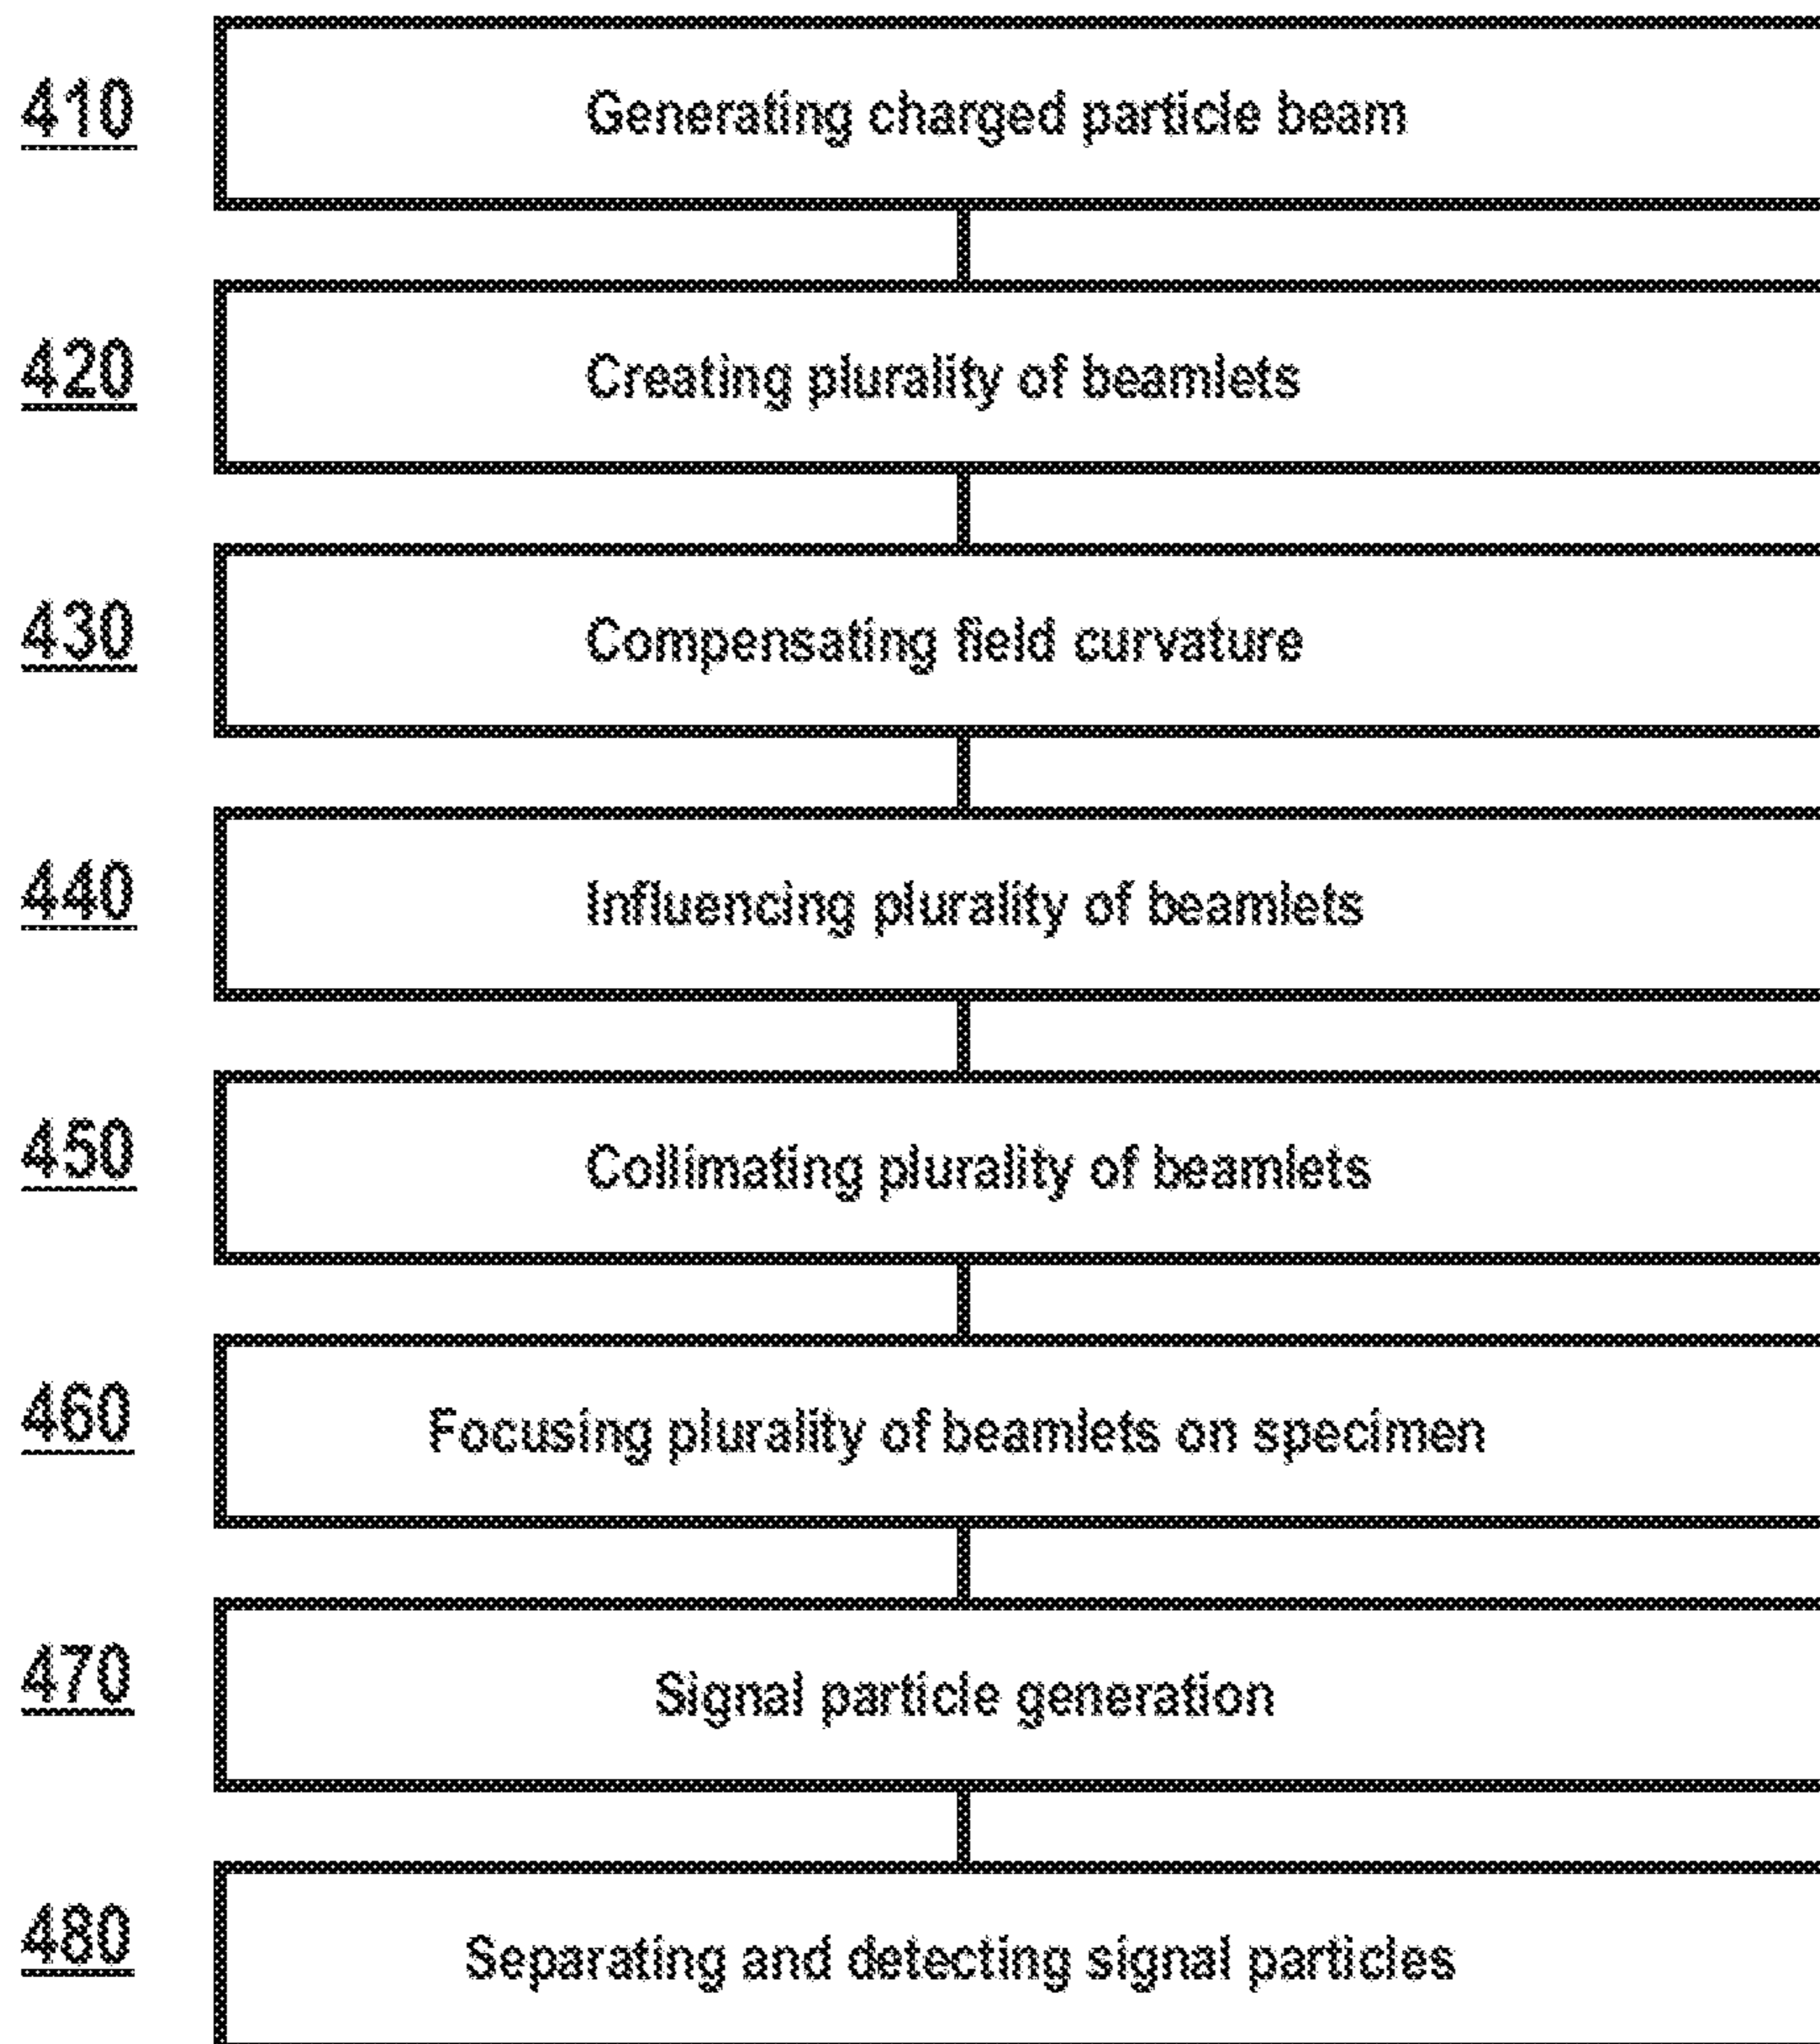 410 Generating charged particle beam
420 Creating plurality of beamlets
430 Compensating field curvature
440 Influencing plurality of beamlets
450 Collimating plurality of beamlets
460 Focusing plurality of beamlets on specimen
470 Signal particle generation
480 Separating and detecting signal particles